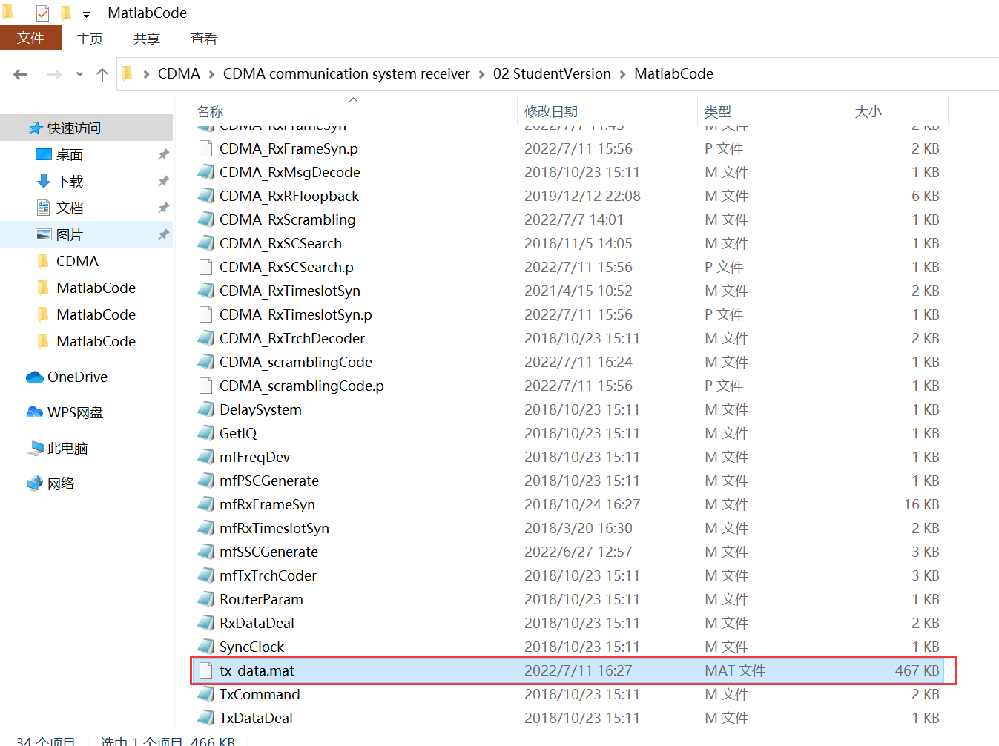 MatlabCode
文件 主页 共享 查看
CDMA > CDMA communication system receiver > 02 StudentVersion > MatlabCode
名称 修改日期 类型 大小
快速访问
桌面
下载
文档
图片
CDMA
MatlabCode
MatlabCode
MatlabCode
OneDrive
WPS网盘
此电脑
网络
CDMA_RxFrameSyn 2022/7/7 11:45 M 文件 2 KB
CDMA_RxFrameSyn.p 2022/7/11 15:56 P 文件 2 KB
CDMA_RxMsgDecode 2018/10/23 15:11 M 文件 1 KB
CDMA_RxRFloopback 2019/12/12 22:08 M 文件 6 KB
CDMA_RxScrambling 2022/7/7 14:01 M 文件 1 KB
CDMA_RxSCSearch 2018/11/5 14:05 M 文件 1 KB
CDMA_RxSCSearch.p 2022/7/11 15:56 P 文件 1 KB
CDMA_RxTimeslotSyn 2021/4/15 10:52 M 文件 2 KB
CDMA_RxTimeslotSyn.p 2022/7/11 15:56 P 文件 1 KB
CDMA_RxTrchDecoder 2018/10/23 15:11 M 文件 2 KB
CDMA_scramblingCode 2022/7/11 16:24 M 文件 1 KB
CDMA_scramblingCode.p 2022/7/11 15:56 P 文件 1 KB
DelaySystem 2018/10/23 15:11 M 文件 1 KB
GetIQ 2018/10/23 15:11 M 文件 1 KB
mfFreqDev 2018/10/23 15:11 M 文件 1 KB
mfPSCGenerate 2018/10/23 15:11 M 文件 1 KB
mfRxFrameSyn 2018/10/24 16:27 M 文件 16 KB
mfRxTimeslotSyn 2018/3/20 16:30 M 文件 2 KB
mfSSCGenerate 2022/6/27 12:57 M 文件 3 KB
mfTxTrchCoder 2018/10/23 15:11 M 文件 3 KB
RouterParam 2018/10/23 15:11 M 文件 1 KB
RxDataDeal 2018/10/23 15:11 M 文件 2 KB
SyncClock 2018/10/23 15:11 M 文件 1 KB
tx_data.mat 2022/7/11 16:27 MAT 文件 467 KB
TxCommand 2018/10/23 15:11 M 文件 2 KB
TxDataDeal 2018/10/23 15:11 M 文件 1 KB
34 个项目 选中 1 个项目 466 KB